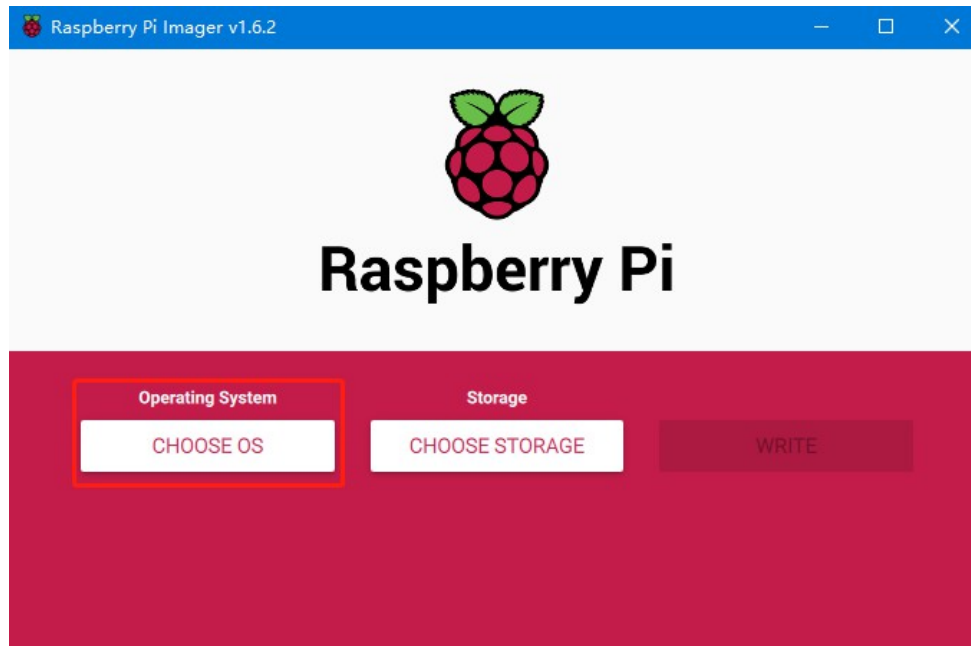 Raspberry Pi Imager v1.6.2
Raspberry Pi
Operating System
CHOOSE OS
Storage
CHOOSE STORAGE
WRITE